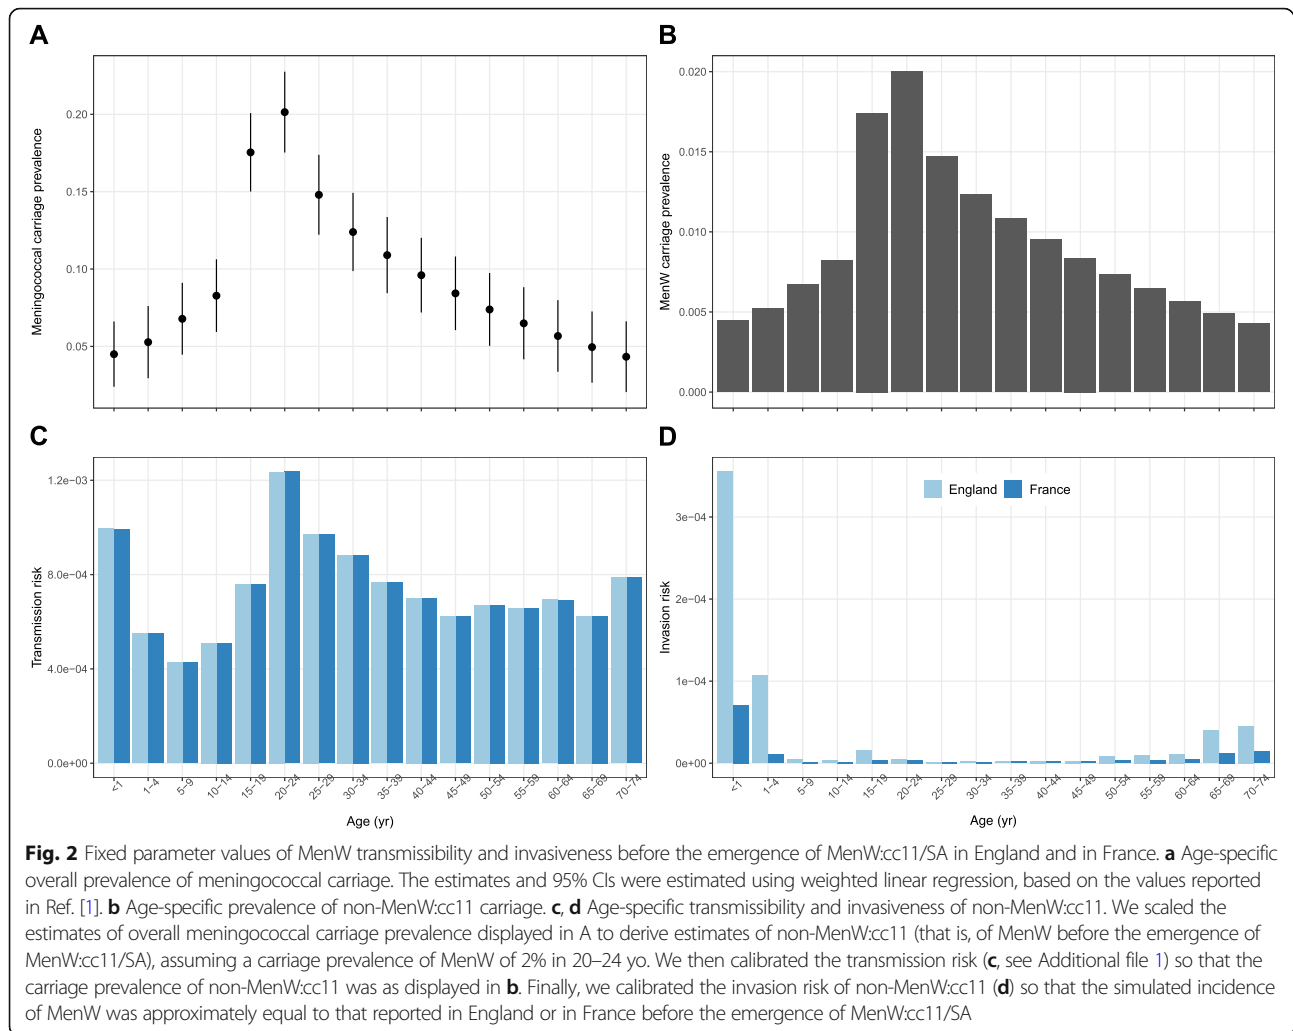 A
Meningococcal carriage prevalence
0.20
0.15
0.10
0.05
B
MenW carriage prevalence
0.020
0.015
0.010
0.005
0.000
C
Transmission risk
1.2e−03
8.0e−04
4.0e−04
0.0e+00
<1
1−4
5−9
10−14
15−19
20−24
25−29
30−34
35−39
40−44
45−49
50−54
55−59
60−64
65−69
70−74
Age (yr)
D
England France
Invasion risk
3e−04
2e−04
1e−04
0e+00
<1
1−4
5−9
10−14
15−19
20−24
25−29
30−34
35−39
40−44
45−49
50−54
55−59
60−64
65−69
70−74
Age (yr)
Fig. 2 Fixed parameter values of MenW transmissibility and invasiveness before the emergence of MenW:cc11/SA in England and in France. a Age-specific
overall prevalence of meningococcal carriage. The estimates and 95% CIs were estimated using weighted linear regression, based on the values reported
in Ref. [1]. b Age-specific prevalence of non-MenW:cc11 carriage. c, d Age-specific transmissibility and invasiveness of non-MenW:cc11. We scaled the
estimates of overall meningococcal carriage prevalence displayed in A to derive estimates of non-MenW:cc11 (that is, of MenW before the emergence of
MenW:cc11/SA), assuming a carriage prevalence of MenW of 2% in 20–24 yo. We then calibrated the transmission risk (c, see Additional file 1) so that the
carriage prevalence of non-MenW:cc11 was as displayed in b. Finally, we calibrated the invasion risk of non-MenW:cc11 (d) so that the simulated incidence
of MenW was approximately equal to that reported in England or in France before the emergence of MenW:cc11/SA